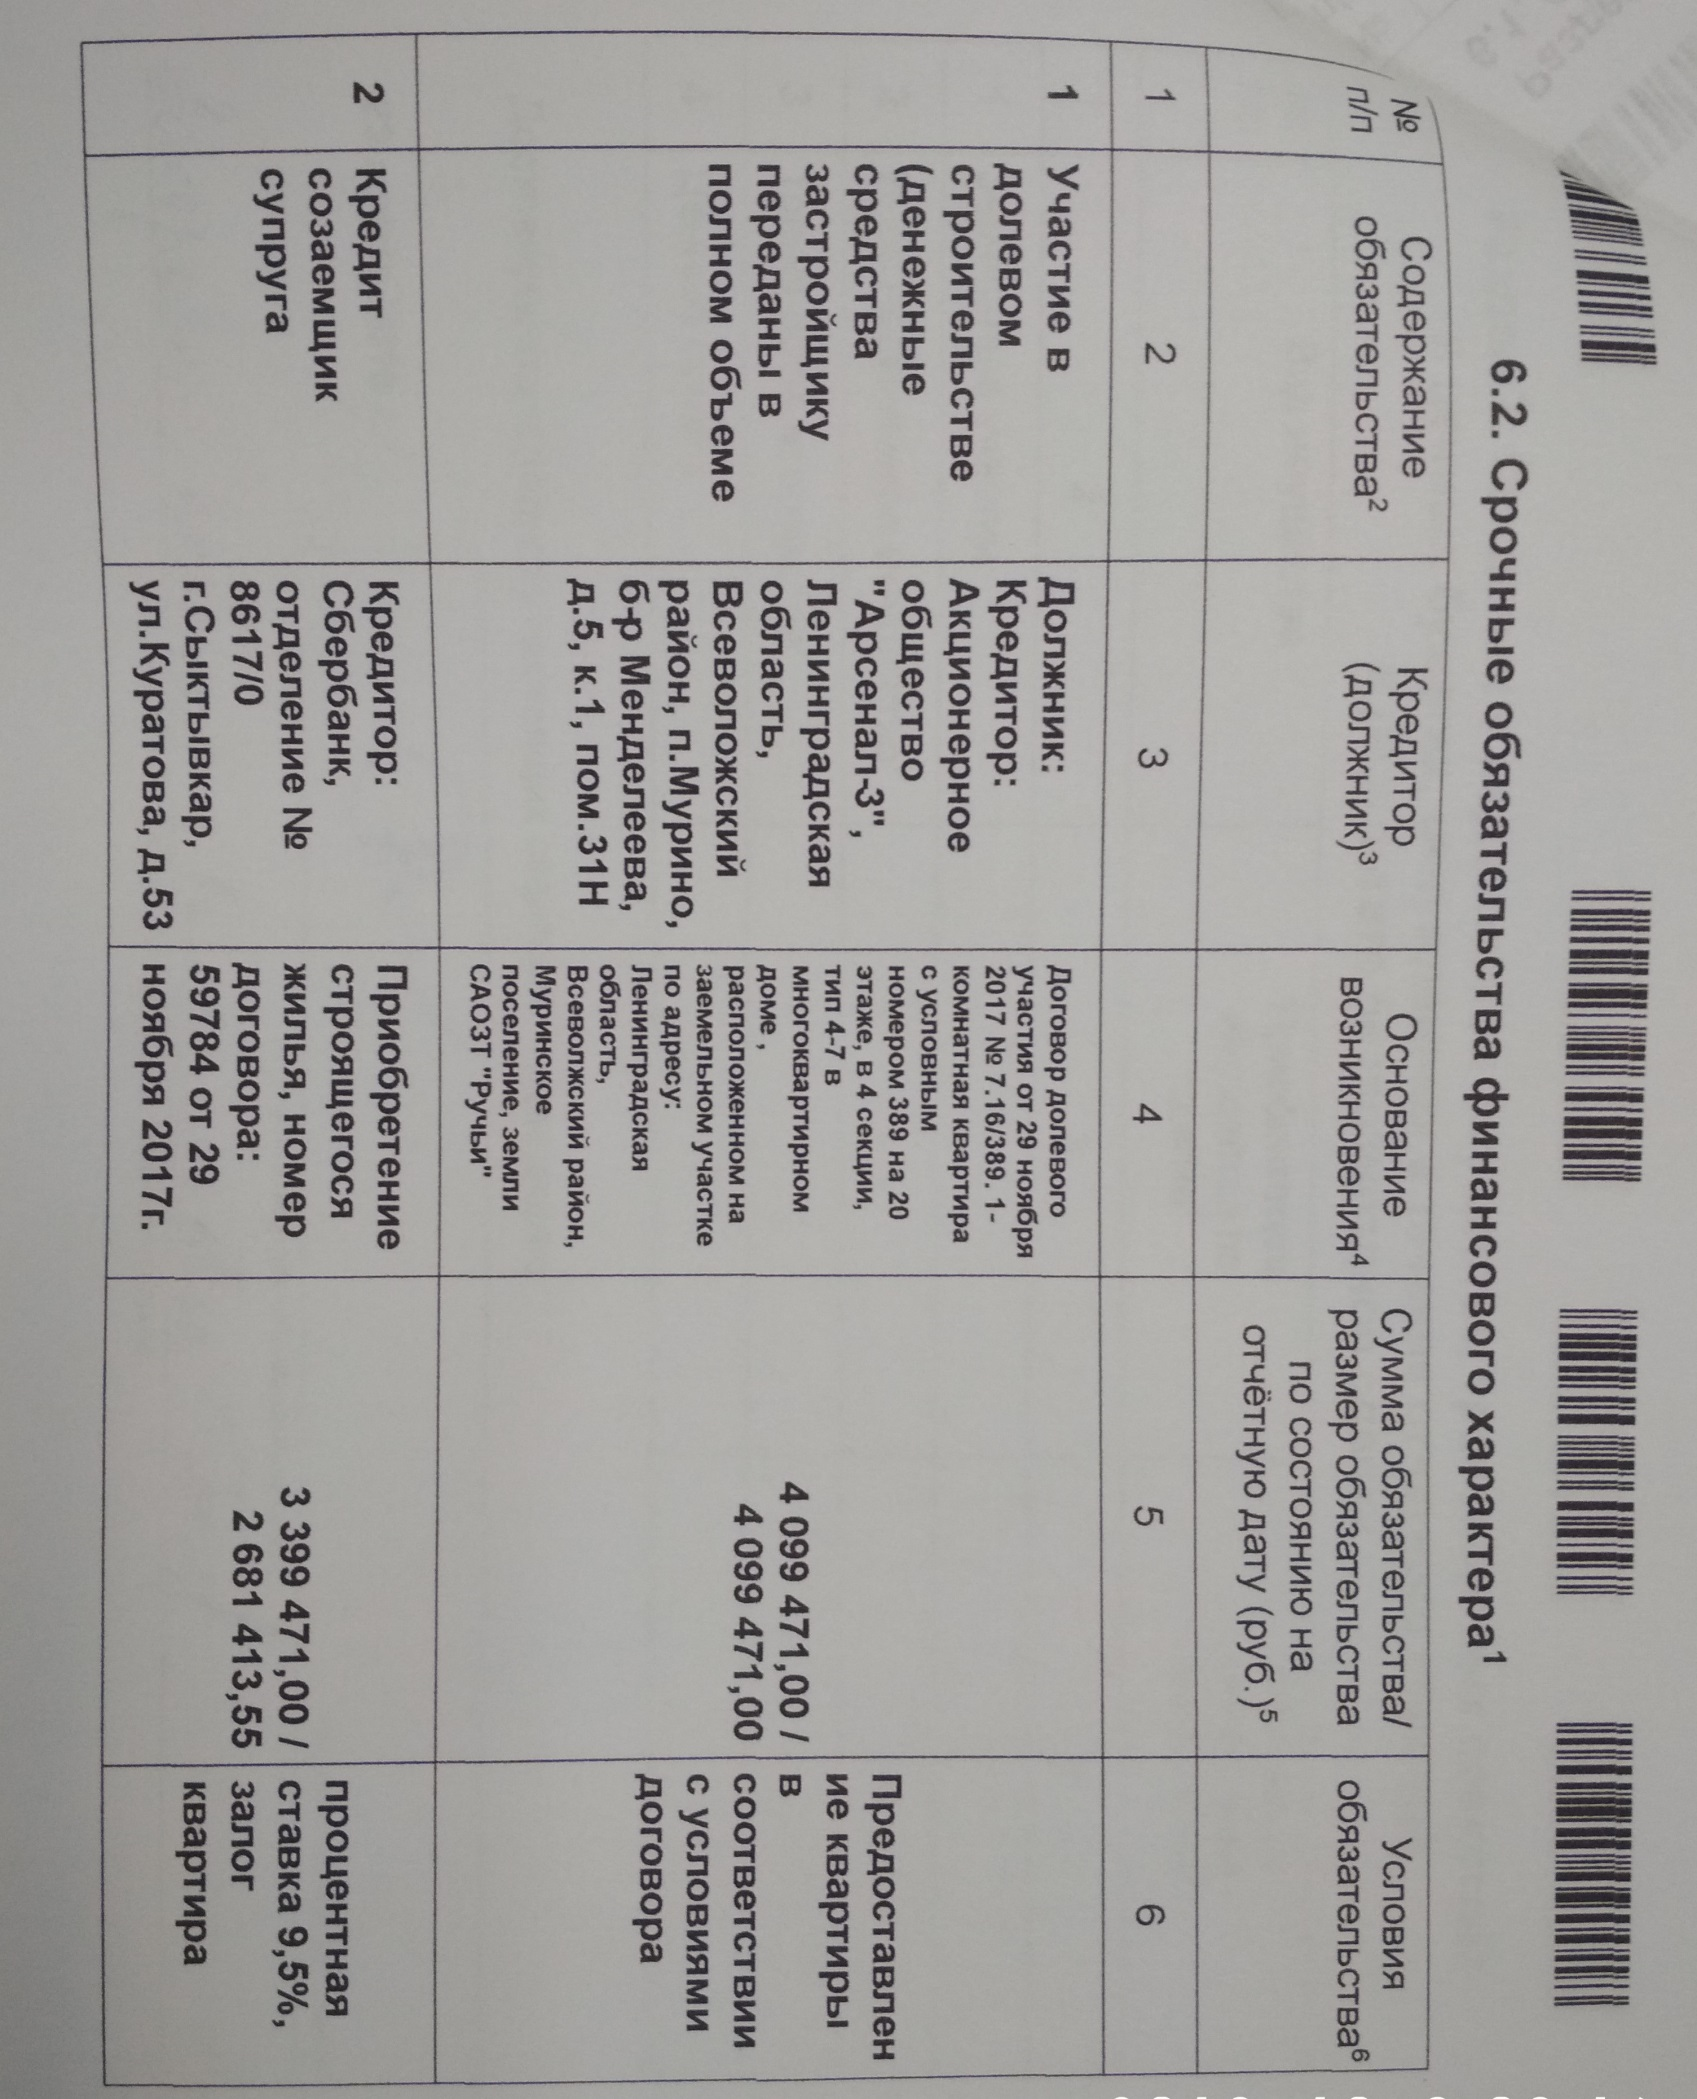 6.2. Срочные обязательства финансового характера¹
№
п/п
Содержание
обязательства²
Кредитор
(должник)³
Основание
возникновения⁴
Сумма обязательства/
размер обязательства
по состоянию на
отчётную дату (руб.)⁵
Условия
обязательства⁶
1
2
3
4
5
6
1
Участие в
долевом
строительстве
(денежные
средства
застройщику
переданы в
полном объеме
Должник:
Кредитор:
Акционерное
общество
"Арсенал-3",
Ленинградская
область,
Всеволожский
район, п.Мурино,
б-р Менделеева,
д.5, к.1, пом.31Н
Договор долевого
участия от 29 ноября
2017 № 7.16/389. 1-
комнатная квартира
с условным
номером 389 на 20
этаже, в 4 секции,
тип 4-7 в
многоквартирном
доме ,
расположенном на
заемельном участке
по адресу:
Ленинградская
область,
Всеволжский район,
Муринское
поселение, земли
САОЗТ "Ручьи"
4 099 471,00 /
4 099 471,00
Предоставлен
ие квартиры
в
соответствии
с условиями
договора
2
Кредит
созаемщик
супруга
Кредитор:
Сбербанк,
отделение №
8617/0
г.Сыктывкар,
ул.Куратова, д.53
Приобретение
строящегося
жилья, номер
договора:
59784 от 29
ноября 2017г.
3 399 471,00 /
2 681 413,55
процентная
ставка 9,5%,
залог
квартира